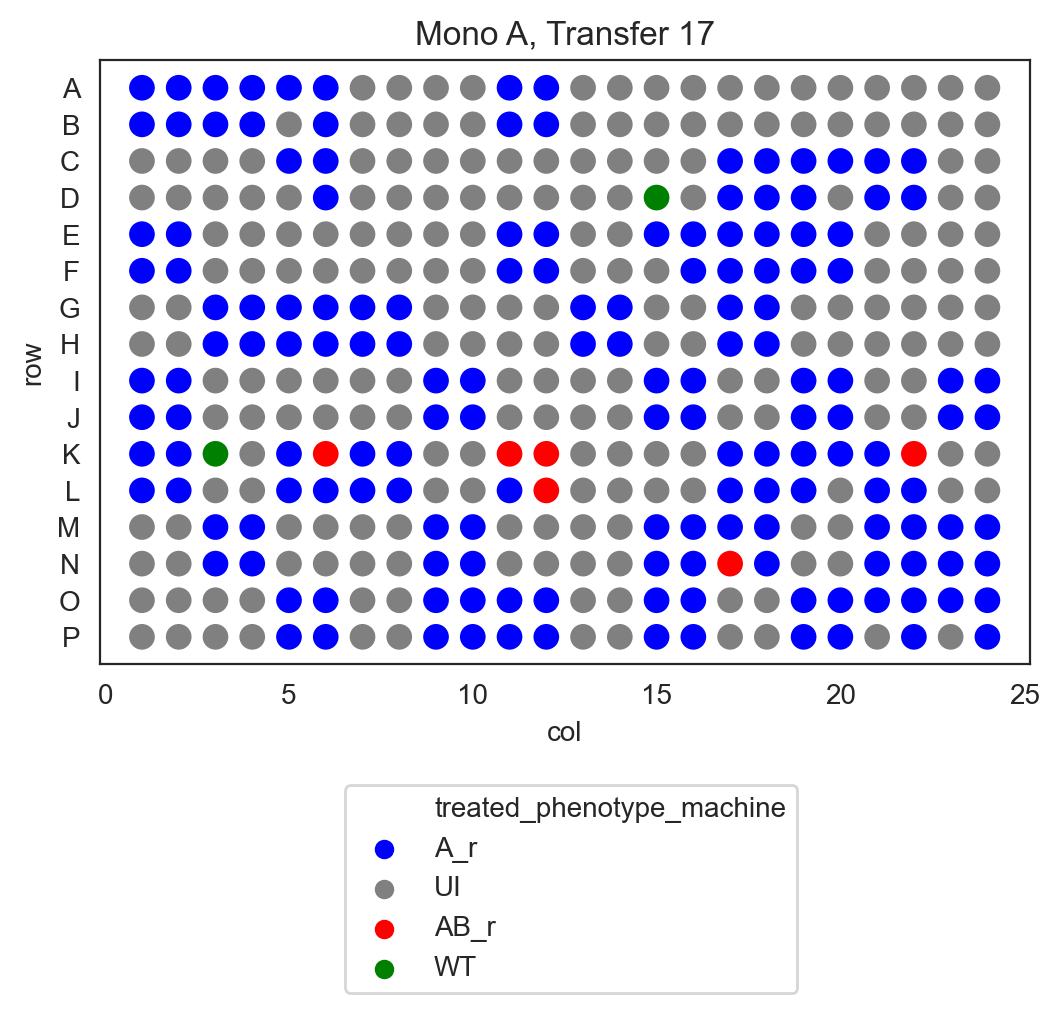 Mono A, Transfer 17
row
A
B
C
D
E
F
G
H
I
J
K
L
M
N
O
P
0 5 10 15 20 25
col
treated_phenotype_machine
A_r
UI
AB_r
WT